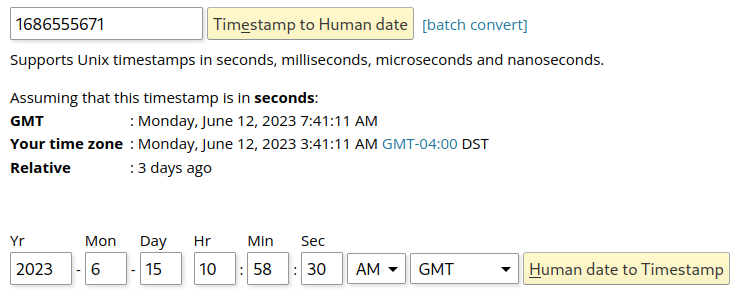 1686555671 Timestamp to Human date [batch convert]
Supports Unix timestamps in seconds, milliseconds, microseconds and nanoseconds.
Assuming that this timestamp is in seconds:
GMT : Monday, June 12, 2023 7:41:11 AM
Your time zone : Monday, June 12, 2023 3:41:11 AM GMT-04:00 DST
Relative : 3 days ago
Yr Mon Day Hr Min Sec
2023 - 6 - 15 10 : 58 : 30 AM GMT Human date to Timestamp